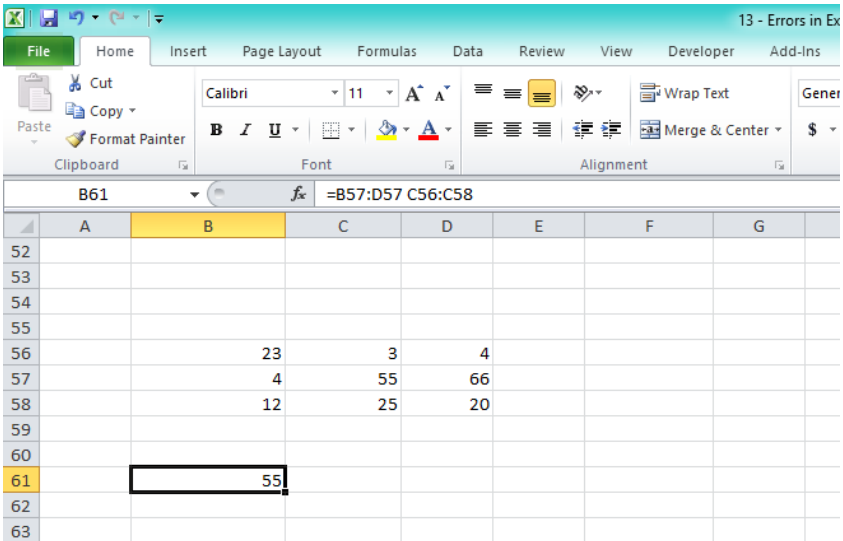 13 - Errors in Ex
File Home Insert Page Layout Formulas Data Review View Developer Add-Ins
Cut
Copy
Format Painter
Paste
Calibri 11 A A
B I U A
Wrap Text
Merge & Center
Gener
$
Clipboard Font Alignment
B61 fx =B57:D57 C56:C58
A B C D E F G
52
53
54
55
56 23 3 4
57 4 55 66
58 12 25 20
59
60
61 55
62
63